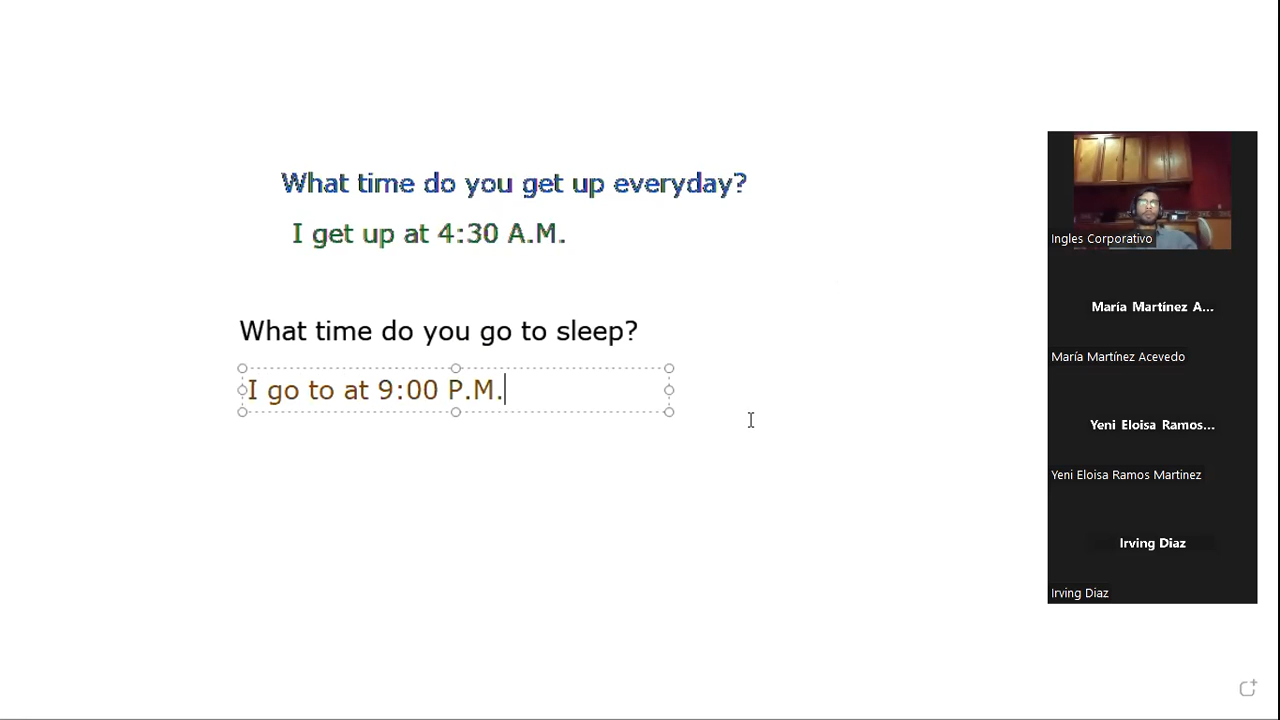 What time do you get up everyday?
I get up at 4:30 A.M.
What time do you go to sleep?
I go to at 9:00 P.M.
Ingles Corporativo
María Martínez A...
María Martínez Acevedo
Yeni Eloisa Ramos...
Yeni Eloisa Ramos Martinez
Irving Diaz
Irving Diaz